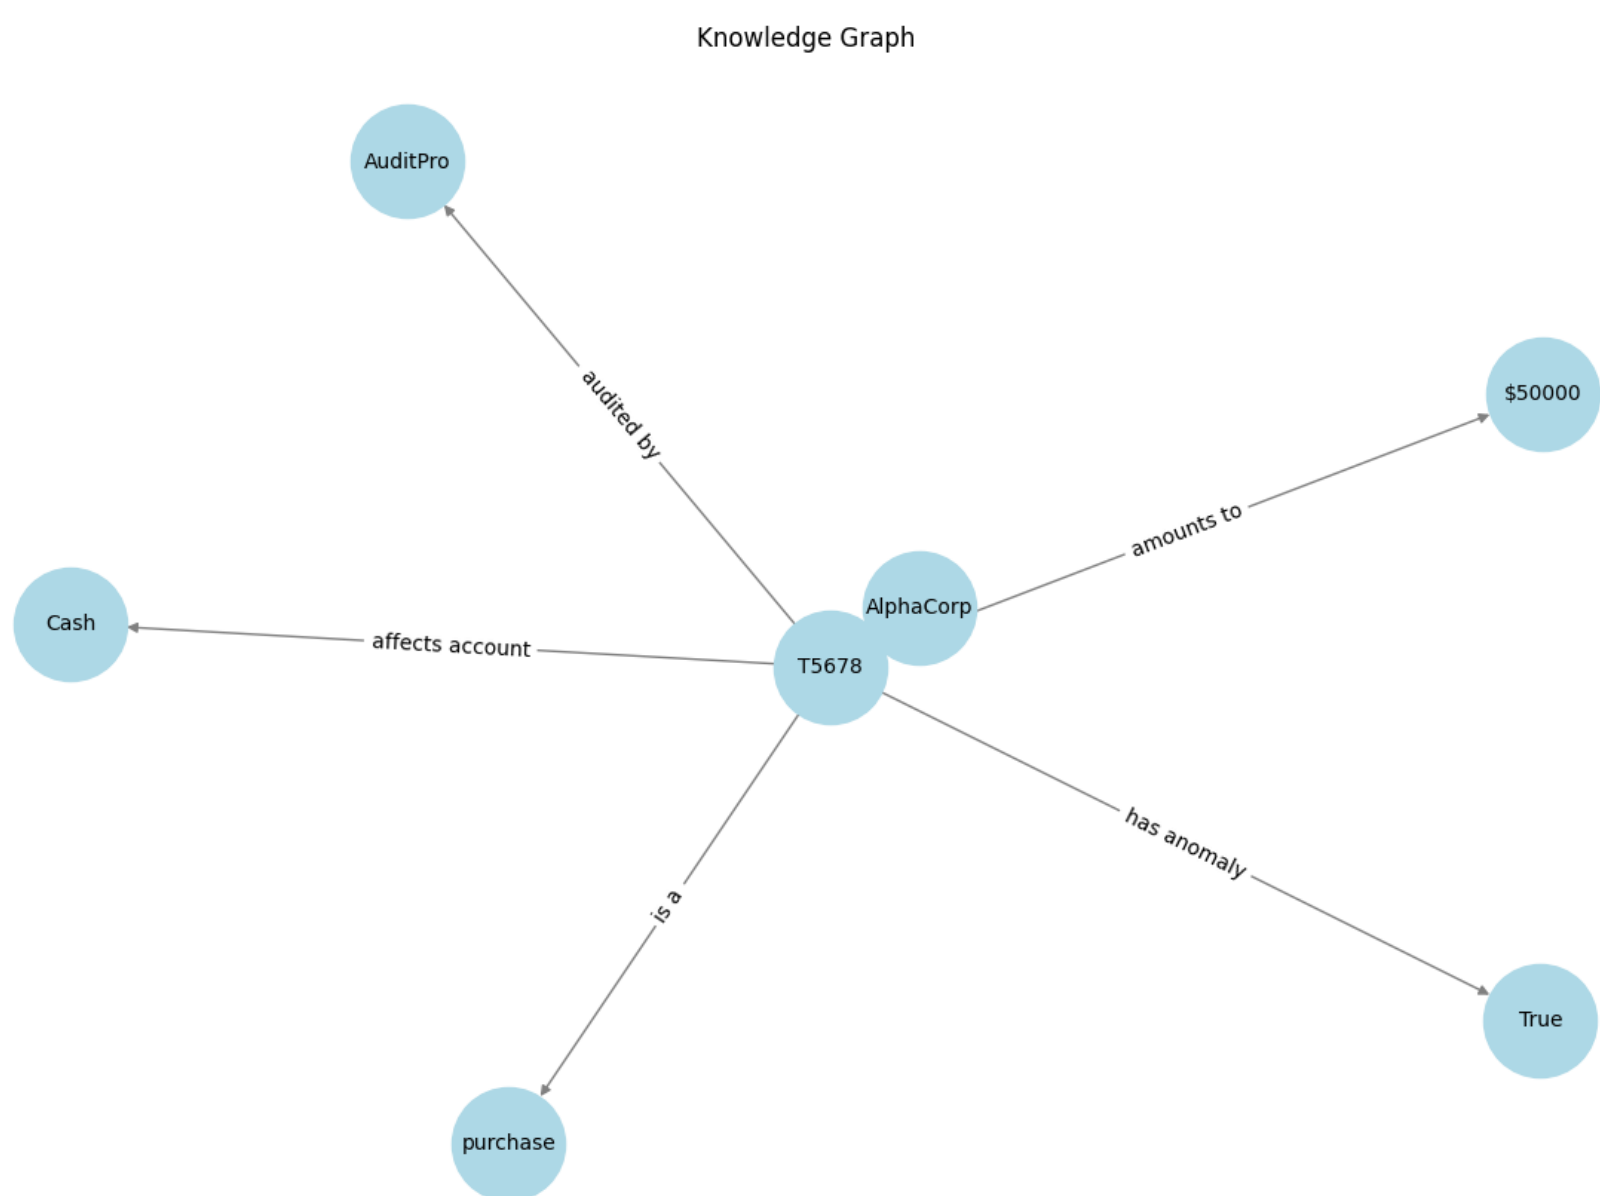 Knowledge Graph
AuditPro
$50000
audited by
amounts to
AlphaCorp
Cash
affects account
T5678
has anomaly
is a
True
purchase